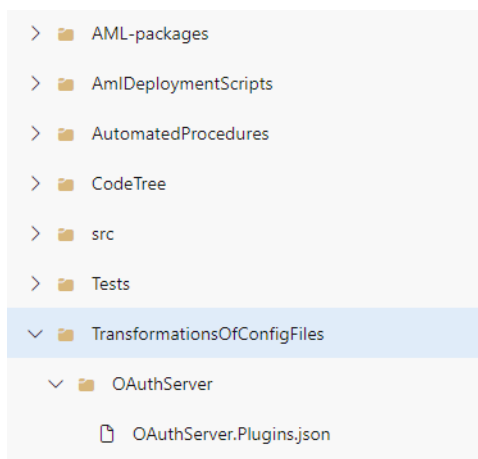 AML-packages
AmlDeploymentScripts
AutomatedProcedures
CodeTree
src
Tests
TransformationsOfConfigFiles
OAuthServer
OAuthServer.Plugins.json